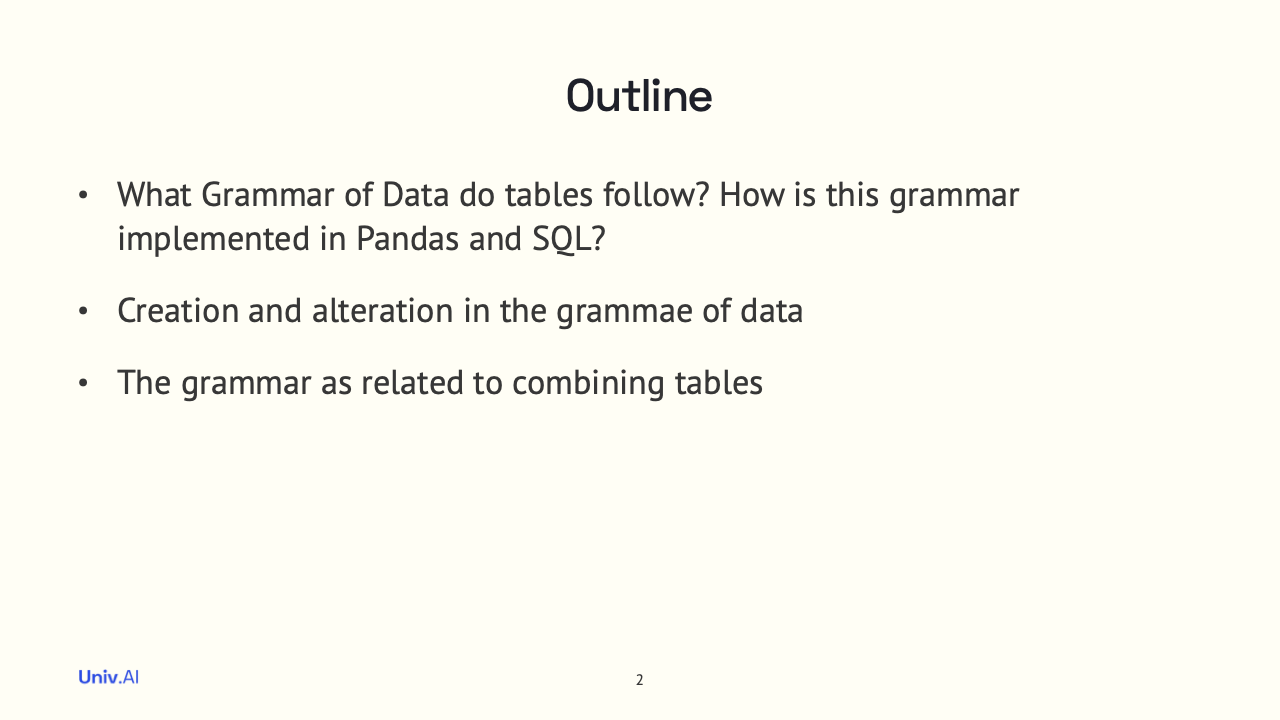 Outline
• What Grammar of Data do tables follow? How is this grammar
implemented in Pandas and SQL?
• Creation and alteration in the grammae of data
• The grammar as related to combining tables
Univ.AI
2